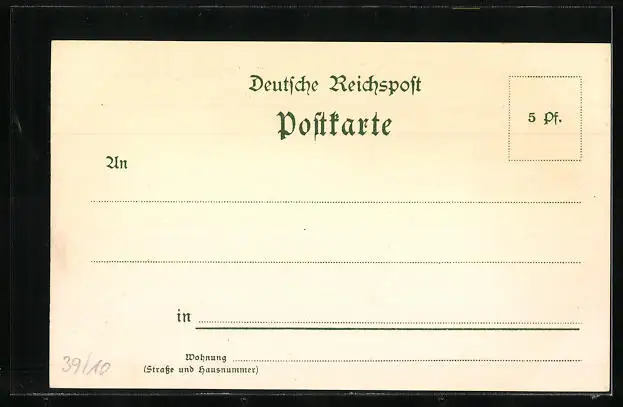 Deutsche Reichspost
Postkarte
5 Pf.
An
in
Wohnung
(Straße und Hausnummer)
39/10